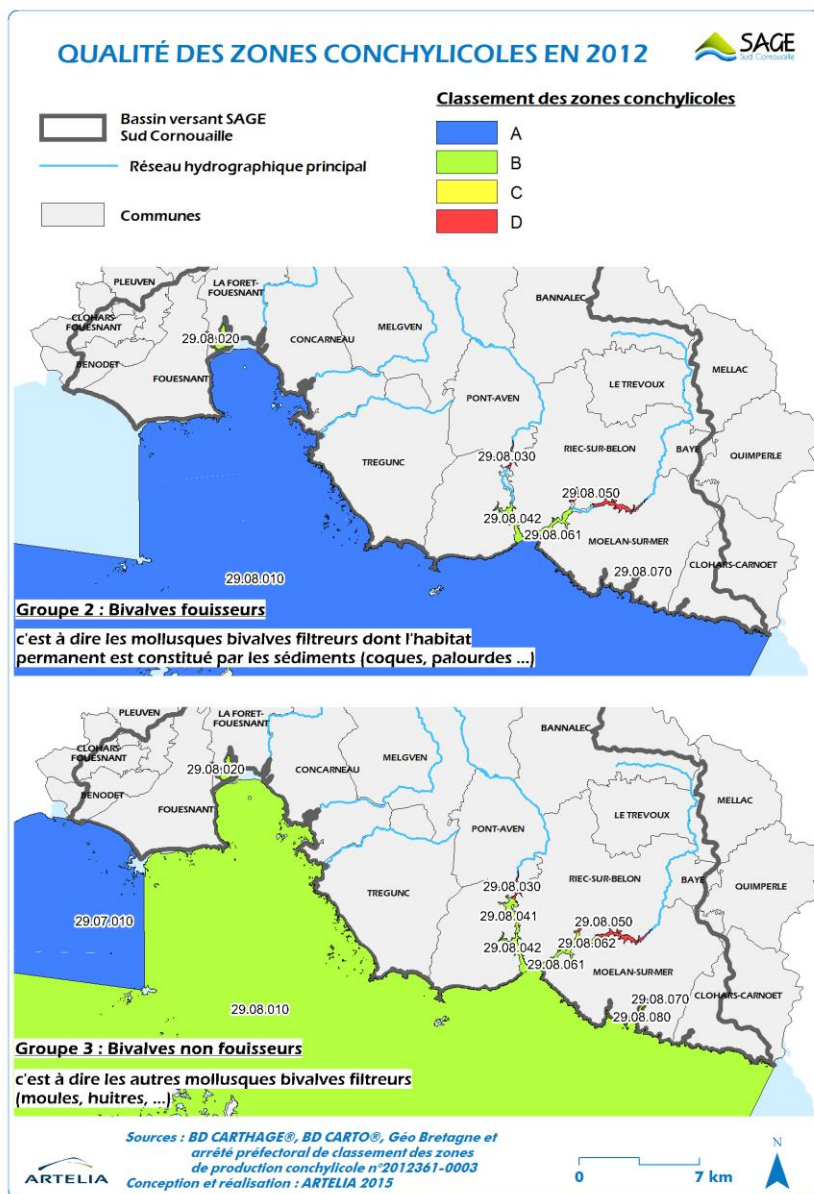 QUALITÉ DES ZONES CONCHYLICOLES EN 2012
SAGE
Sud Cornouaille
Bassin versant SAGE
Sud Cornouaille
Réseau hydrographique principal
Communes
Classement des zones conchylicoles
A
B
C
D
PLEUVEN
LA FORET-
FOUESNANT
BANNALEC
CLOHARS-
FOUESNANT
29.08.020
CONCARNEAU
MELGVEN
MELLAC
BENODET
FOUESNANT
PONT-AVEN
LE TREVOUX
TREGUNC
29.08.030
RIEC-SUR-BELON
BAYE
QUIMPERLE
29.08.050
29.08.042
29.08.061
MOELAN-SUR-MER
29.08.010
29.08.070
CLOHARS-CARNOET
Groupe 2 : Bivalves fouisseurs
c'est à dire les mollusques bivalves filtreurs dont l'habitat
permanent est constitué par les sédiments (coques, palourdes ...)
PLEUVEN
LA FORET-
FOUESNANT
BANNALEC
CLOHARS-
FOUESNANT
29.08.020
CONCARNEAU
MELGVEN
MELLAC
BENODET
FOUESNANT
PONT-AVEN
LE TREVOUX
TREGUNC
29.08.030
RIEC-SUR-BELON
BAYE
QUIMPERLE
29.07.010
29.08.041
29.08.050
29.08.062
29.08.042
29.08.061
MOELAN-SUR-MER
29.08.070
CLOHARS-CARNOET
29.08.010
29.08.080
Groupe 3 : Bivalves non fouisseurs
c'est à dire les autres mollusques bivalves filtreurs
(moules, huitres, ...)
Sources : BD CARTHAGE®, BD CARTO®, Géo Bretagne et
arrêté préfectoral de classement des zones
de production conchylicole n°2012361-0003
Conception et réalisation : ARTELIA 2015
ARTELIA
0 7 km
N